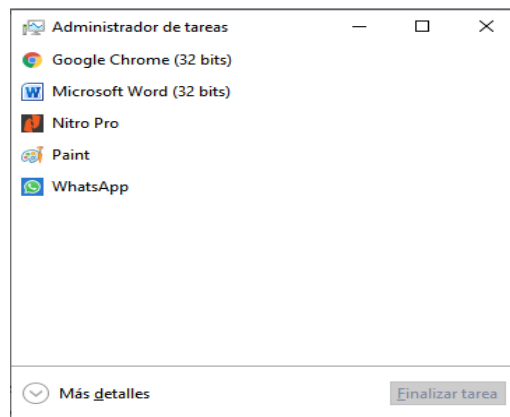 Administrador de tareas
Google Chrome (32 bits)
Microsoft Word (32 bits)
Nitro Pro
Paint
WhatsApp
Más detalles
Finalizar tarea